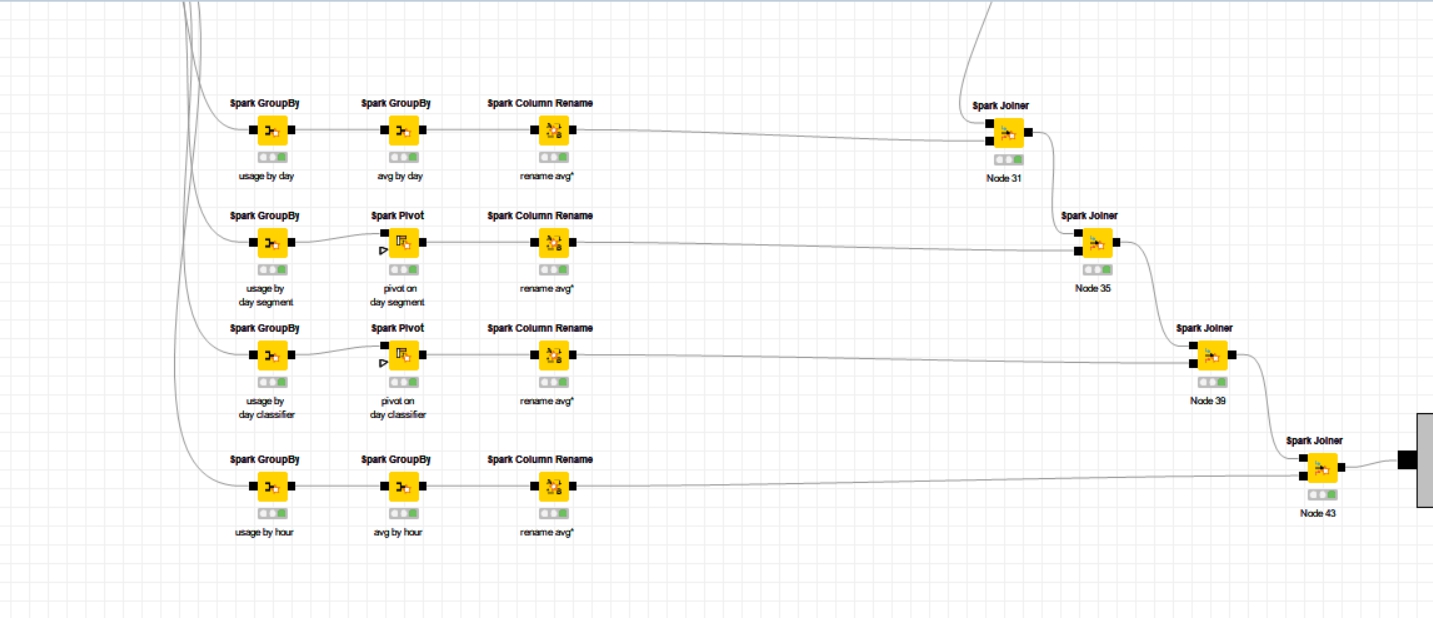 Spark GroupBy
Spark GroupBy
Spark Column Rename
Spark Joiner
usage by day
avg by day
rename avg*
Node 31
Spark GroupBy
Spark Pivot
Spark Column Rename
Spark Joiner
usage by
day segment
pivot on
day segment
rename avg*
Node 35
Spark GroupBy
Spark Pivot
Spark Column Rename
Spark Joiner
usage by
day classifier
pivot on
day classifier
rename avg*
Node 39
Spark GroupBy
Spark GroupBy
Spark Column Rename
Spark Joiner
usage by hour
avg by hour
rename avg*
Node 43